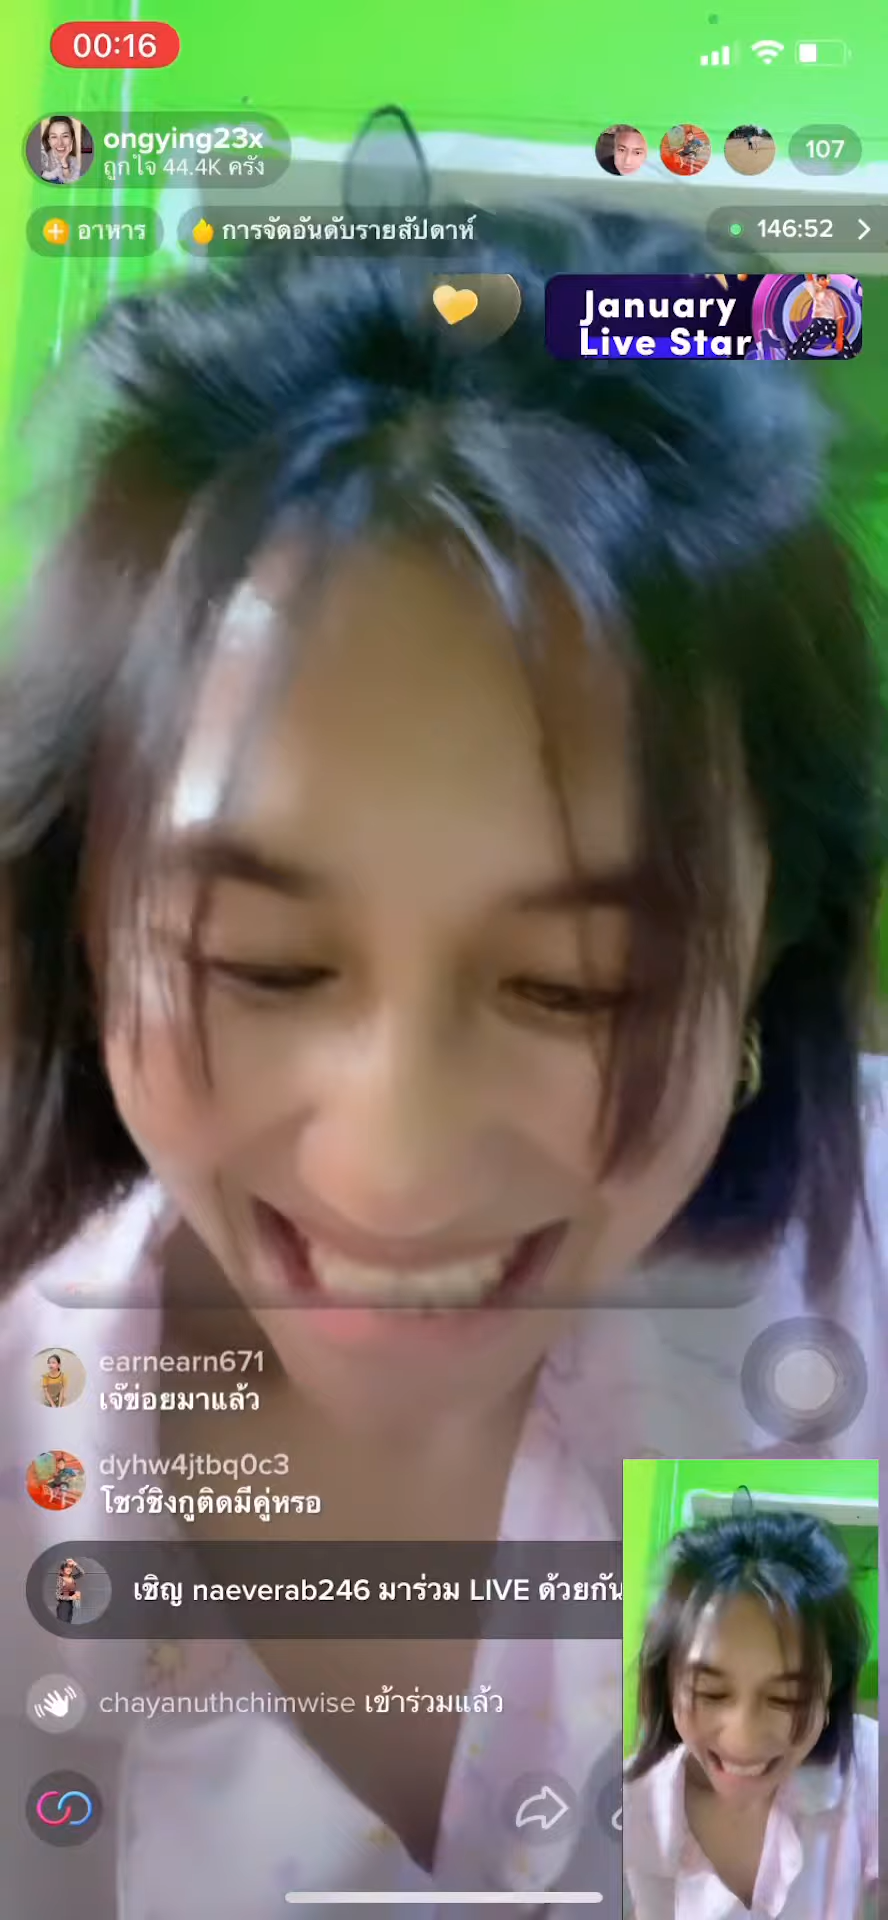 00:16
ongying23x
ถูกใจ 44.4K ครั้ง
107
อาหาร
การจัดอันดับรายสัปดาห์
146:52
January
Live Star
earnearn671
เจ๊ข่อยมาแล้ว
dyhw4jtbq0c3
โชว์ชิงกูติดมีคู่หรอ
เชิญ naeverab246 มาร่วม LIVE ด้วยกัน
chayanuthchimwise เข้าร่วมแล้ว